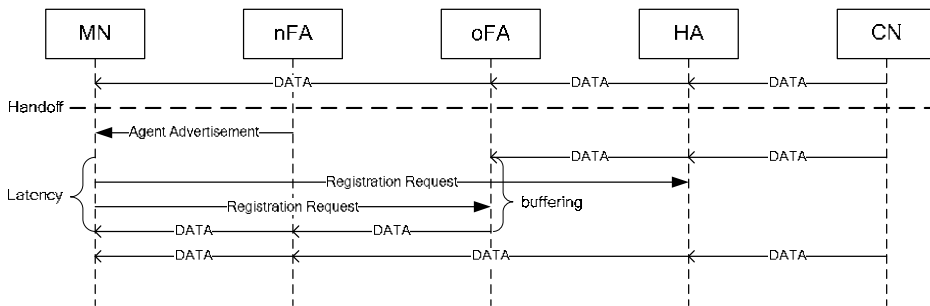 MN nFA oFA HA CN
DATA DATA DATA
Handoff
Agent Advertisement
DATA DATA
Registration Request
Latency
buffering
Registration Request
DATA DATA
DATA DATA DATA